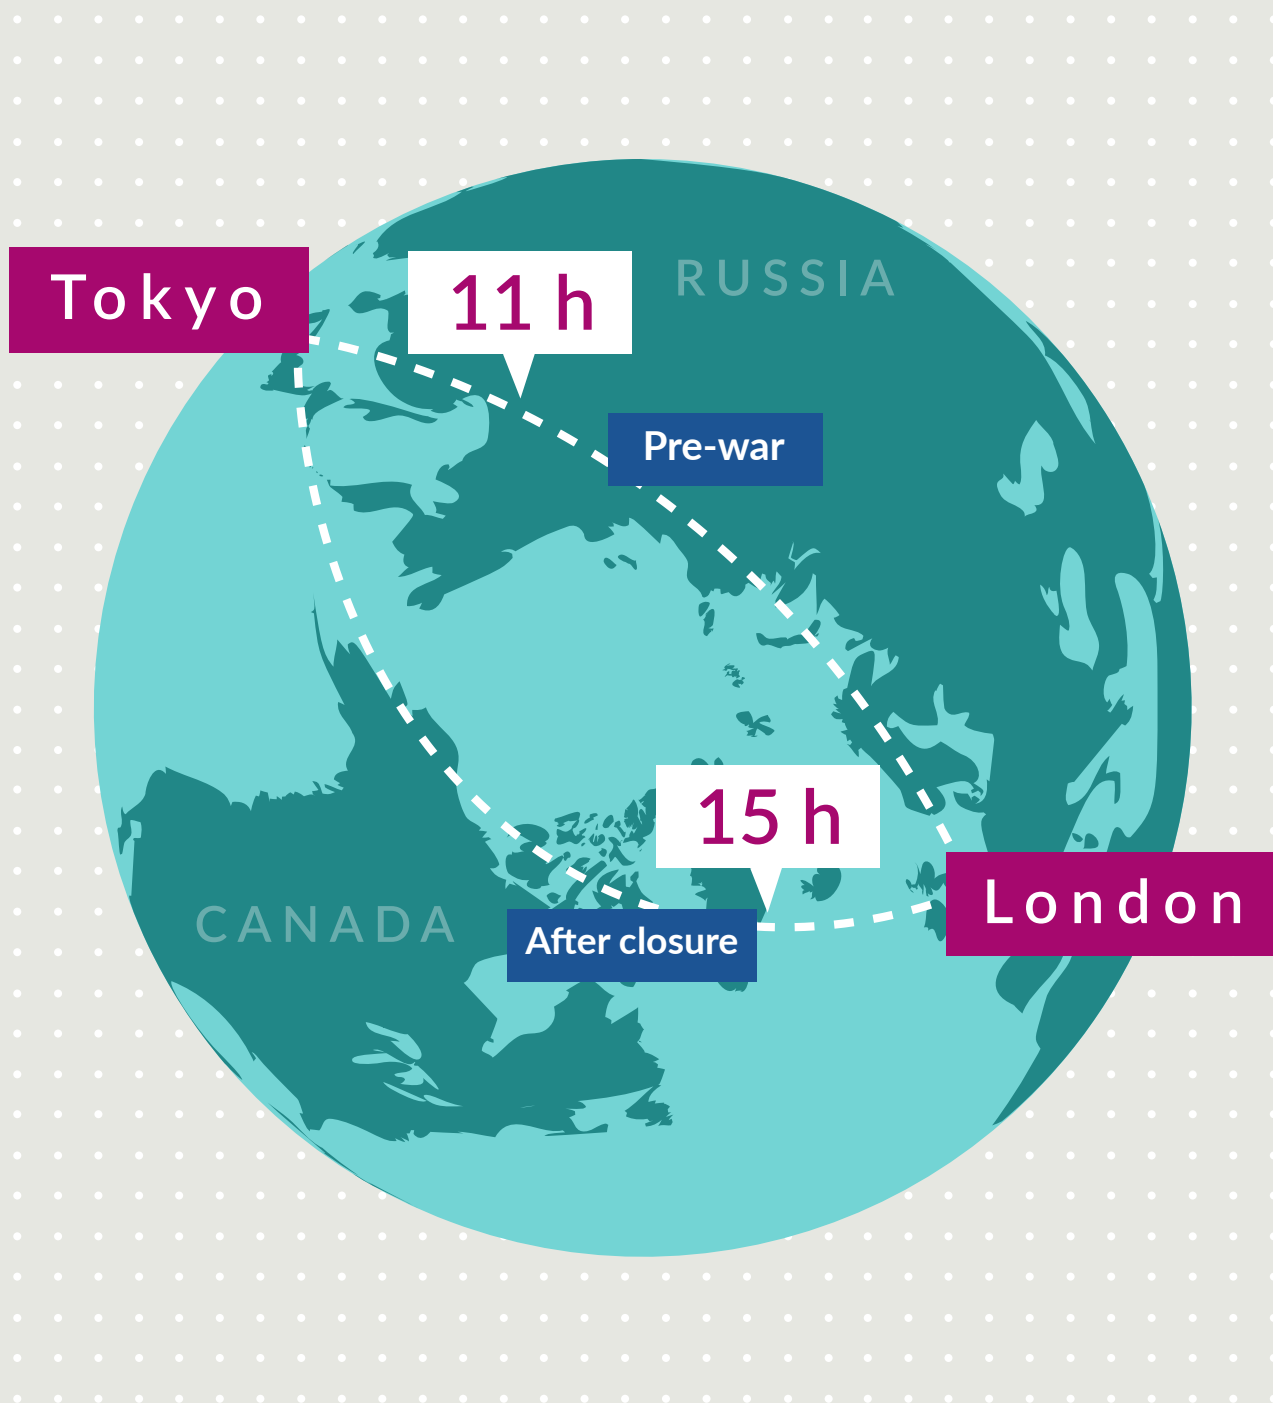 Tokyo
11 h
RUSSIA
Pre-war
15 h
London
CANADA
After closure